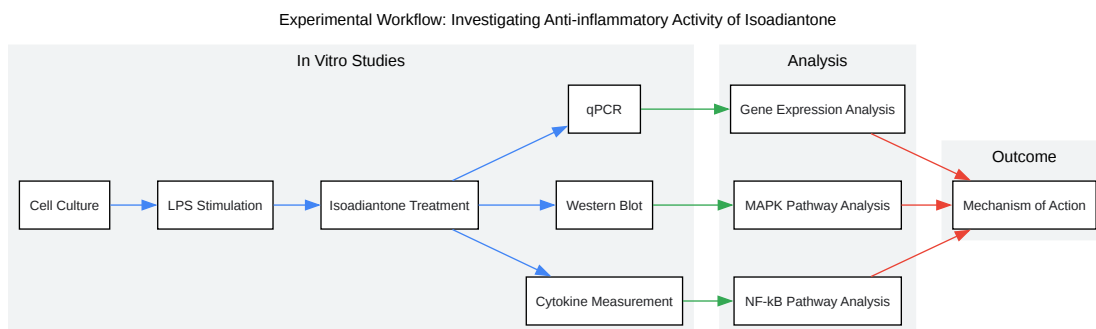 Experimental Workflow: Investigating Anti-inflammatory Activity of Isoadiantone
In Vitro Studies
Analysis
qPCR
Gene Expression Analysis
Outcome
Cell Culture
LPS Stimulation
Isoadiantone Treatment
Western Blot
MAPK Pathway Analysis
Mechanism of Action
Cytokine Measurement
NF-kB Pathway Analysis